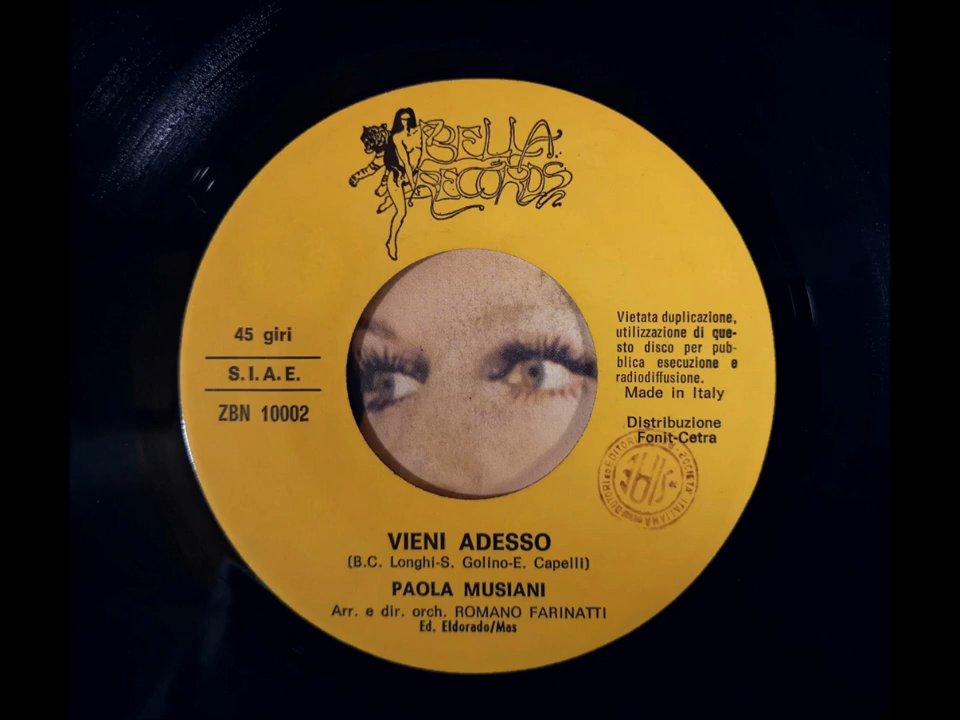 BELLA
RECORDS
45 giri
S.I.A.E.
ZBN 10002
Vietata duplicazione,
utilizzazione di que-
sto disco per pub-
blica esecuzione e
radiodiffusione.
Made in Italy
Distribuzione
Fonit-Cetra
SIAE
VIENI ADESSO
(B.C. Longhi-S. Golino-E. Capelli)
PAOLA MUSIANI
Arr. e dir. orch. ROMANO FARINATTI
Ed. Eldorado/Mas